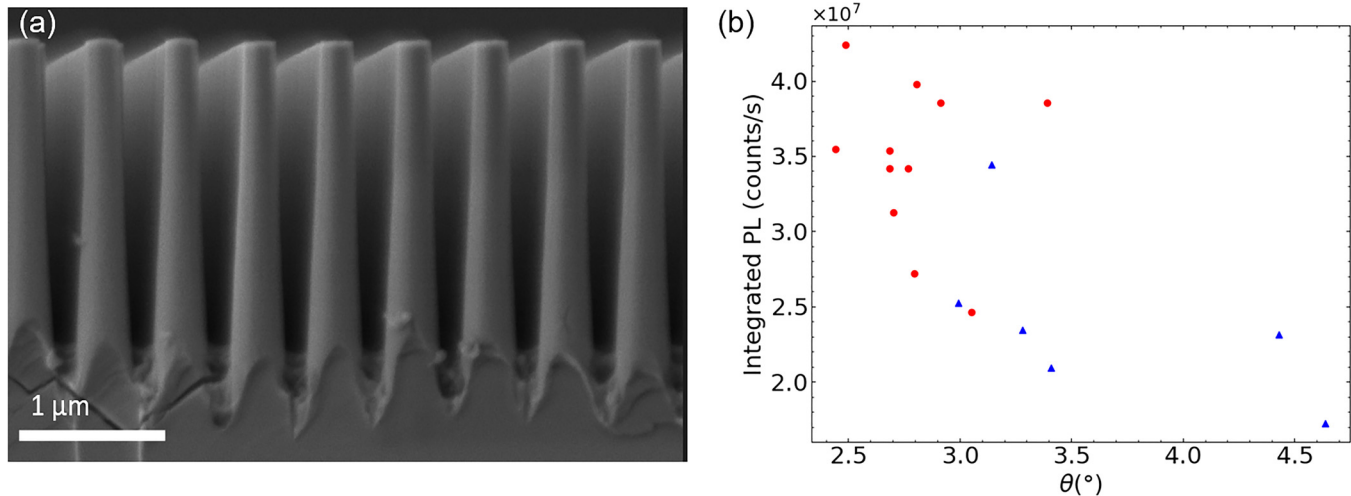 (a)
1 µm
(b)
×10⁷
4.0
3.5
3.0
2.5
2.0
Integrated PL (counts/s)
2.5 3.0 3.5 4.0 4.5
θ(°)